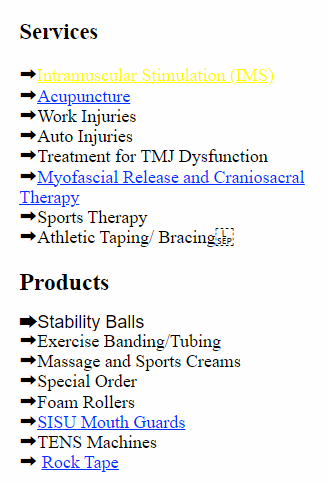 Services
➡Intramuscular Stimulation (IMS)
➡Acupuncture
➡Work Injuries
➡Auto Injuries
➡Treatment for TMJ Dysfunction
➡Myofascial Release and Craniosacral
Therapy
➡Sports Therapy
➡Athletic Taping/ Bracing
Products
➡Stability Balls
➡Exercise Banding/Tubing
➡Massage and Sports Creams
➡Special Order
➡Foam Rollers
➡SISU Mouth Guards
➡TENS Machines
➡ Rock Tape